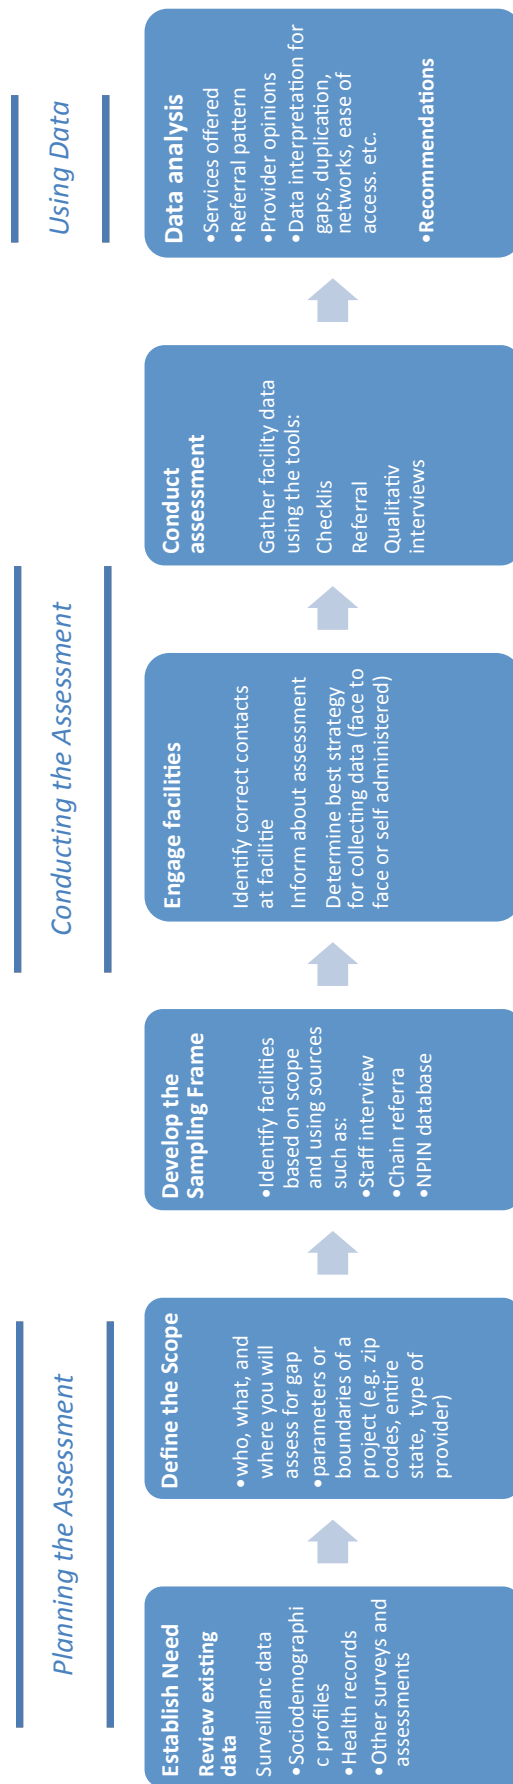 Planning the Assessment
Conducting the Assessment
Using Data
Establish Need
Review existing
data
Surveillanc data
•Sociodemographi
c profiles
•Health records
•Other surveys and
assessments
Define the Scope
•who, what, and
where you will
assess for gap
•parameters or
boundaries of a
project (e.g. zip
codes, entire
state, type of
provider)
Develop the
Sampling Frame
•Identify facilities
based on scope
and using sources
such as:
•Staff interview
•Chain referra
•NPIN database
Engage facilities
Identify correct contacts
at facilitie
Inform about assessment
Determine best strategy
for collecting data (face to
face or self administered)
Conduct
assessment
Gather facility data
using the tools:
Checklis
Referral
Qualitativ
interviews
Data analysis
•Services offered
•Referral pattern
•Provider opinions
•Data interpretation for
gaps, duplication,
networks, ease of
access. etc.
•Recommendations